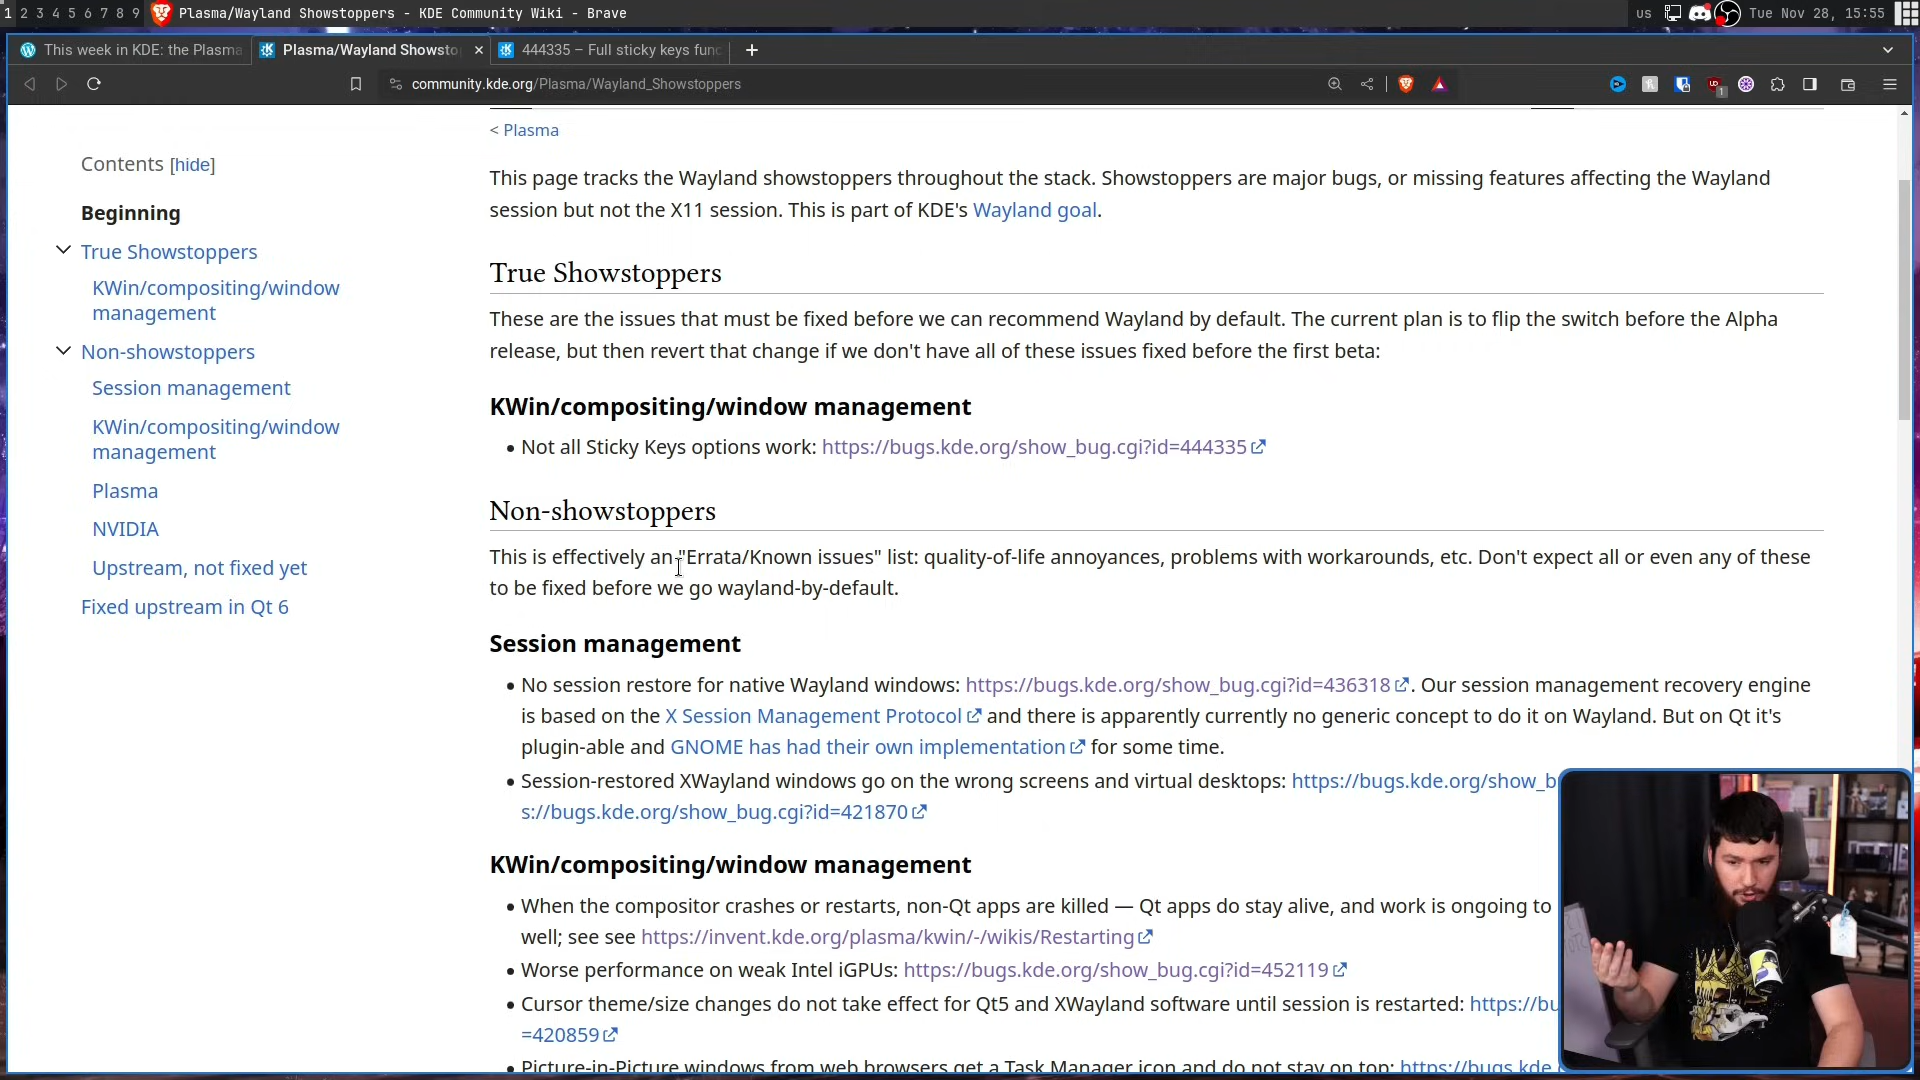 1 2 3 4 5 6 7 8 9 Plasma/Wayland Showstoppers - KDE Community Wiki - Brave us Tue Nov 28, 15:55
This week in KDE: the Plasma Plasma/Wayland Showsto 444335 – Full sticky keys func
community.kde.org/Plasma/Wayland_Showstoppers
< Plasma
Contents [hide]
Beginning
True Showstoppers
KWin/compositing/window
management
Non-showstoppers
Session management
KWin/compositing/window
management
Plasma
NVIDIA
Upstream, not fixed yet
Fixed upstream in Qt 6
This page tracks the Wayland showstoppers throughout the stack. Showstoppers are major bugs, or missing features affecting the Wayland
session but not the X11 session. This is part of KDE's Wayland goal.
True Showstoppers
These are the issues that must be fixed before we can recommend Wayland by default. The current plan is to flip the switch before the Alpha
release, but then revert that change if we don't have all of these issues fixed before the first beta:
KWin/compositing/window management
• Not all Sticky Keys options work: https://bugs.kde.org/show_bug.cgi?id=444335
Non-showstoppers
This is effectively an "Errata/Known issues" list: quality-of-life annoyances, problems with workarounds, etc. Don't expect all or even any of these
to be fixed before we go wayland-by-default.
Session management
• No session restore for native Wayland windows: https://bugs.kde.org/show_bug.cgi?id=436318. Our session management recovery engine
is based on the X Session Management Protocol and there is apparently currently no generic concept to do it on Wayland. But on Qt it's
plugin-able and GNOME has had their own implementation for some time.
• Session-restored XWayland windows go on the wrong screens and virtual desktops: https://bugs.kde.org/show_b
s://bugs.kde.org/show_bug.cgi?id=421870
KWin/compositing/window management
• When the compositor crashes or restarts, non-Qt apps are killed — Qt apps do stay alive, and work is ongoing to
well; see see https://invent.kde.org/plasma/kwin/-/wikis/Restarting
• Worse performance on weak Intel iGPUs: https://bugs.kde.org/show_bug.cgi?id=452119
• Cursor theme/size changes do not take effect for Qt5 and XWayland software until session is restarted: https://bu
=420859
• Picture-in-Picture windows from web browsers get a Task Manager icon and do not stay on top: https://bugs.kde